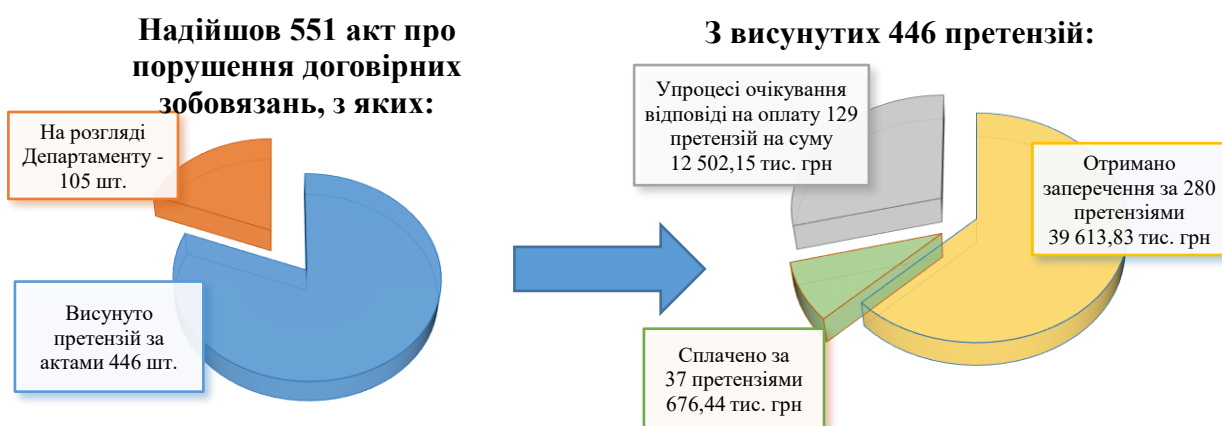 Надійшов 551 акт про
порушення договірних
зобовязань, з яких:
На розгляді
Департаменту -
105 шт.
Висунуто
претензій за
актами 446 шт.
З висунутих 446 претензій:
Упроцесі очікування
відповіді на оплату 129
претензій на суму
12 502,15 тис. грн
Отримано
заперечення за 280
претензіями
39 613,83 тис. грн
Сплачено за
37 претензіями
676,44 тис. грн